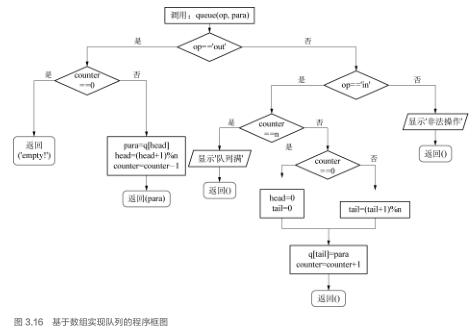 调用：queue(op, para)
是
op=='out'
否
是
counter
==0
否
是
op=='in'
否
返回
('empty!')
para=q[head]
head=(head+1)%n
counter=counter−1
返回(para)
是
counter
==n
否
显示'非法操作'
返回()
显示'队列满'
返回()
是
counter
==0
否
head=0
tail=0
tail=(tail+1)%n
q[tail]=para
counter=counter+1
返回()
图 3.16 基于数组实现队列的程序框图